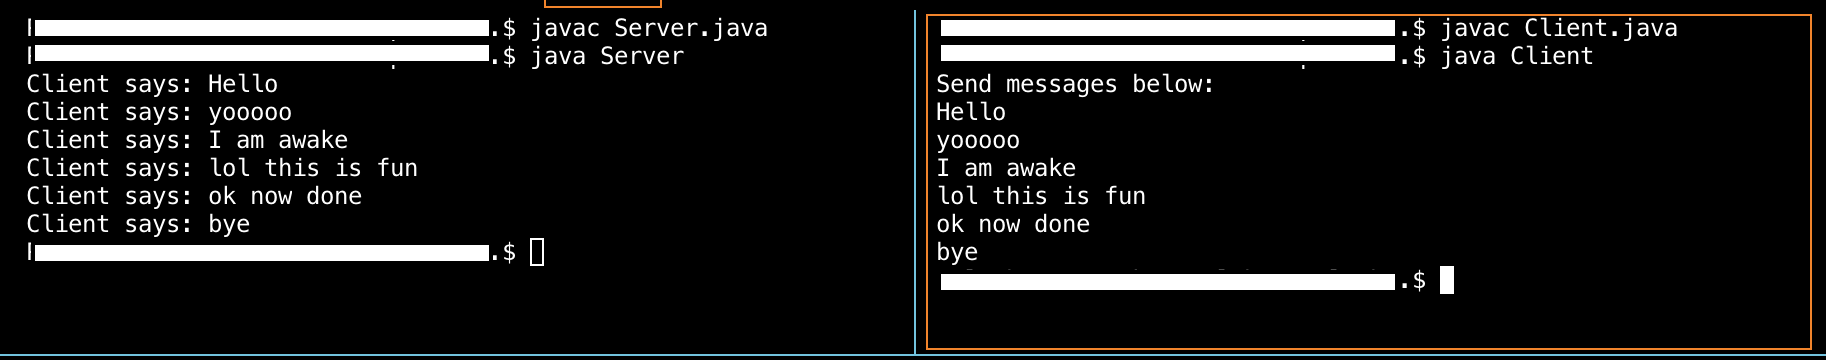 .$ javac Server.java
.$ java Server
Client says: Hello
Client says: yooooo
Client says: I am awake
Client says: lol this is fun
Client says: ok now done
Client says: bye
.$
.$ javac Client.java
.$ java Client
Send messages below:
Hello
yooooo
I am awake
lol this is fun
ok now done
bye
.$